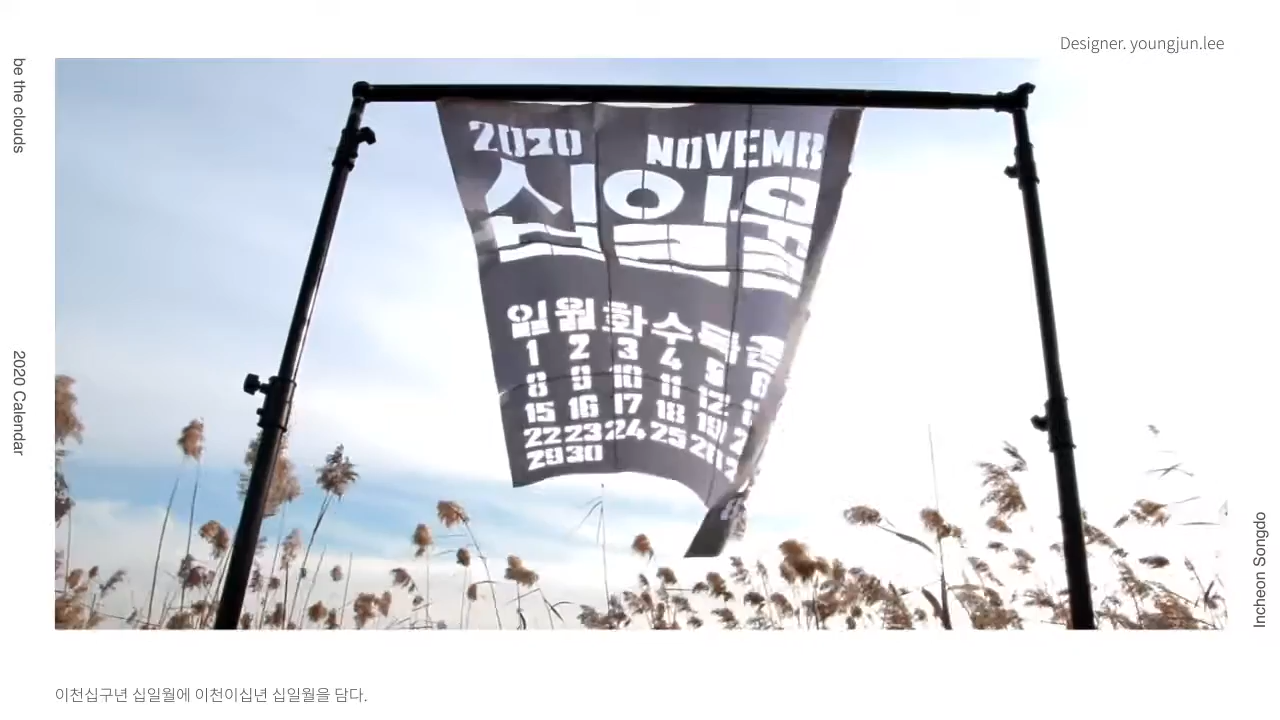 Designer. youngjun.lee
be the clouds
2020 NOVEMB
십일월
일 월 화 수 목 금
1 2 3 4 5 6
8 9 10 11 12
15 16 17 18 19
22 23 24 25 26
29 30
2020 Calendar
Incheon Songdo
이천십구년 십일월에 이천이십년 십일월을 담다.